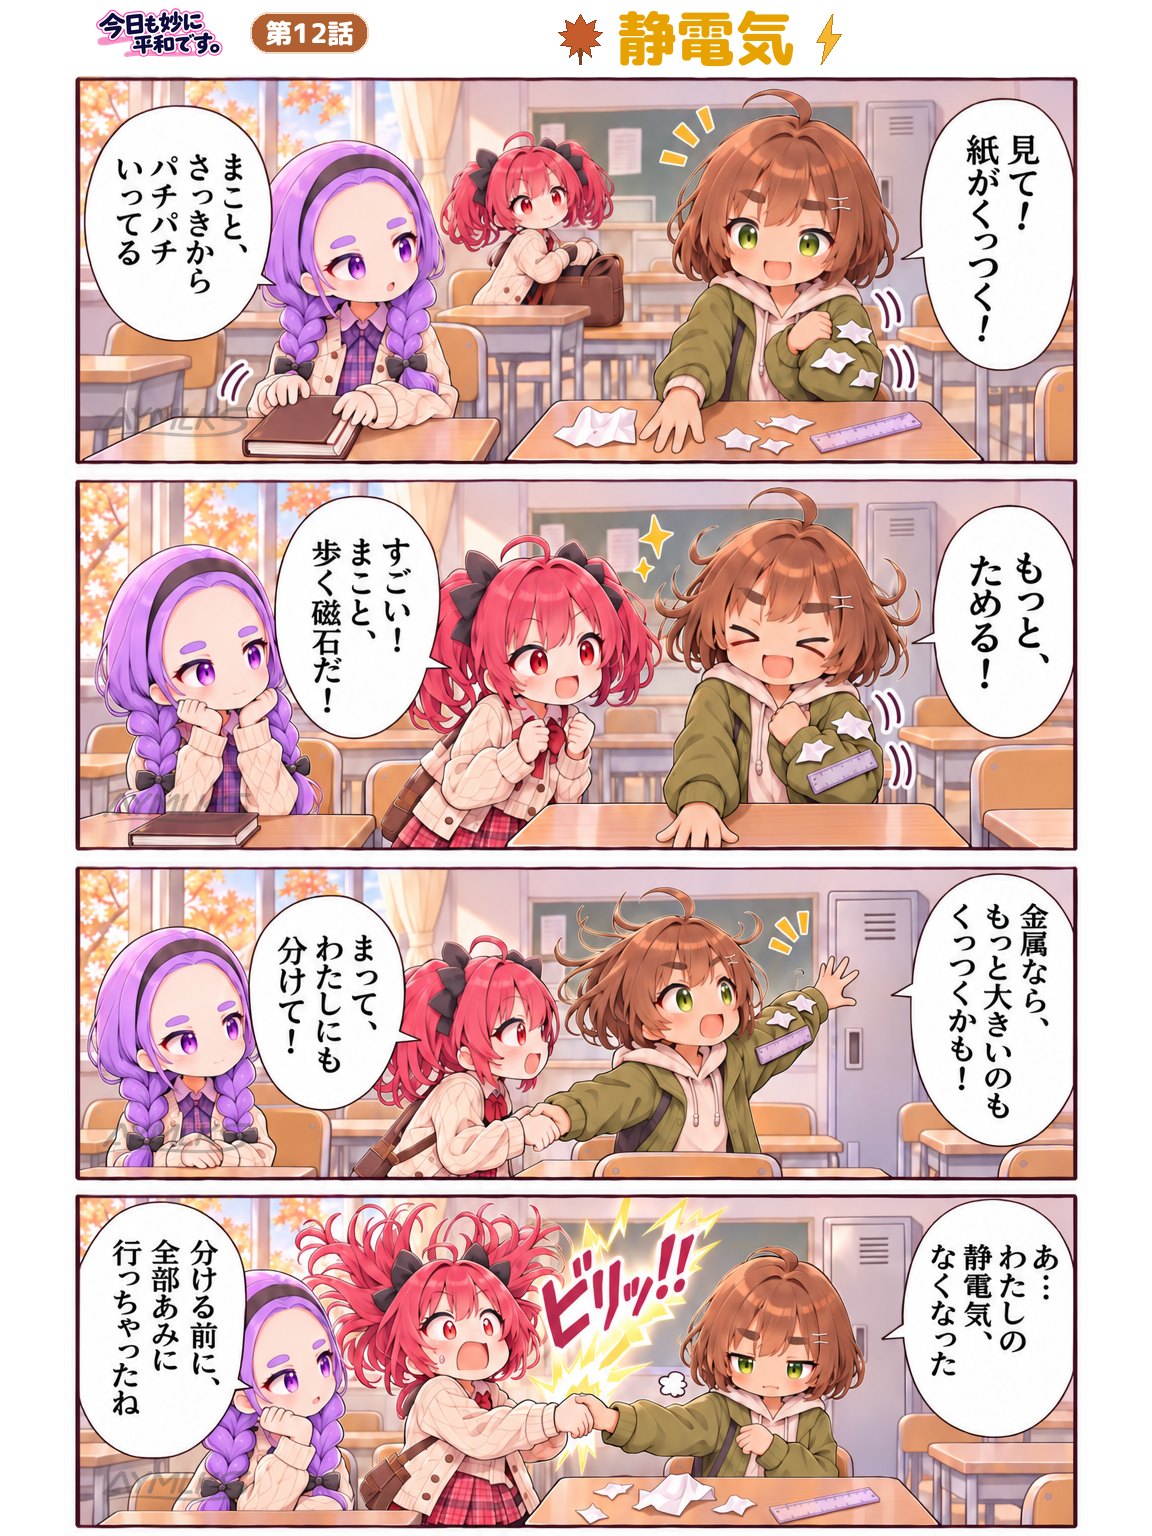 今日も妙に
平和です。
第12話
静電気
見て！
紙がくっつく！
まこと、
さっきから
パチパチ
いってる
AYMLKS
もっと、
ためる！
すごい！
まこと、
歩く磁石だ！
AYMLKS
金属なら、
もっと大きいのも
くっつくかも！
まって、
わたしにも
分けて！
AYMLKS
あ…
わたしの
静電気、
なくなった
ビリッ!!
分ける前に、
全部あみに
行っちゃったね
AYMLKS